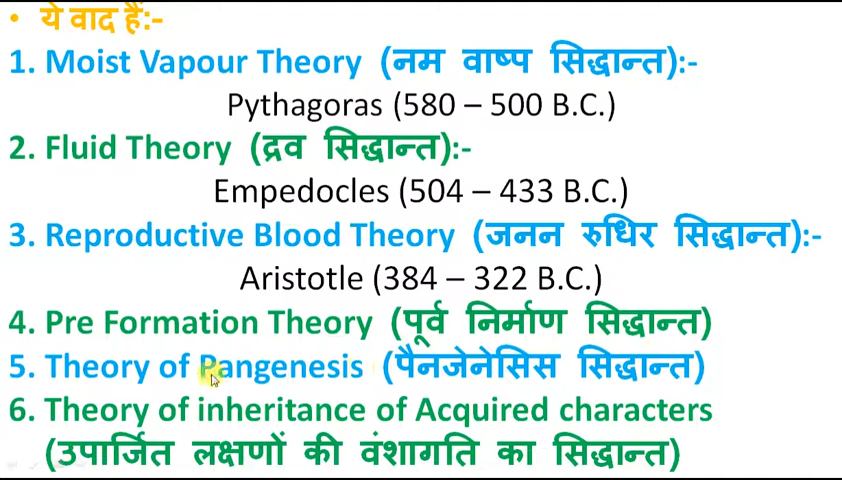 • ये वाद हैं:-
1. Moist Vapour Theory (नम वाष्प सिद्धान्त):-
Pythagoras (580 – 500 B.C.)
2. Fluid Theory (द्रव सिद्धान्त):-
Empedocles (504 – 433 B.C.)
3. Reproductive Blood Theory (जनन रुधिर सिद्धान्त):-
Aristotle (384 – 322 B.C.)
4. Pre Formation Theory (पूर्व निर्माण सिद्धान्त)
5. Theory of Pangenesis (पैनजेनेसिस सिद्धान्त)
6. Theory of inheritance of Acquired characters
(उपार्जित लक्षणों की वंशागति का सिद्धान्त)